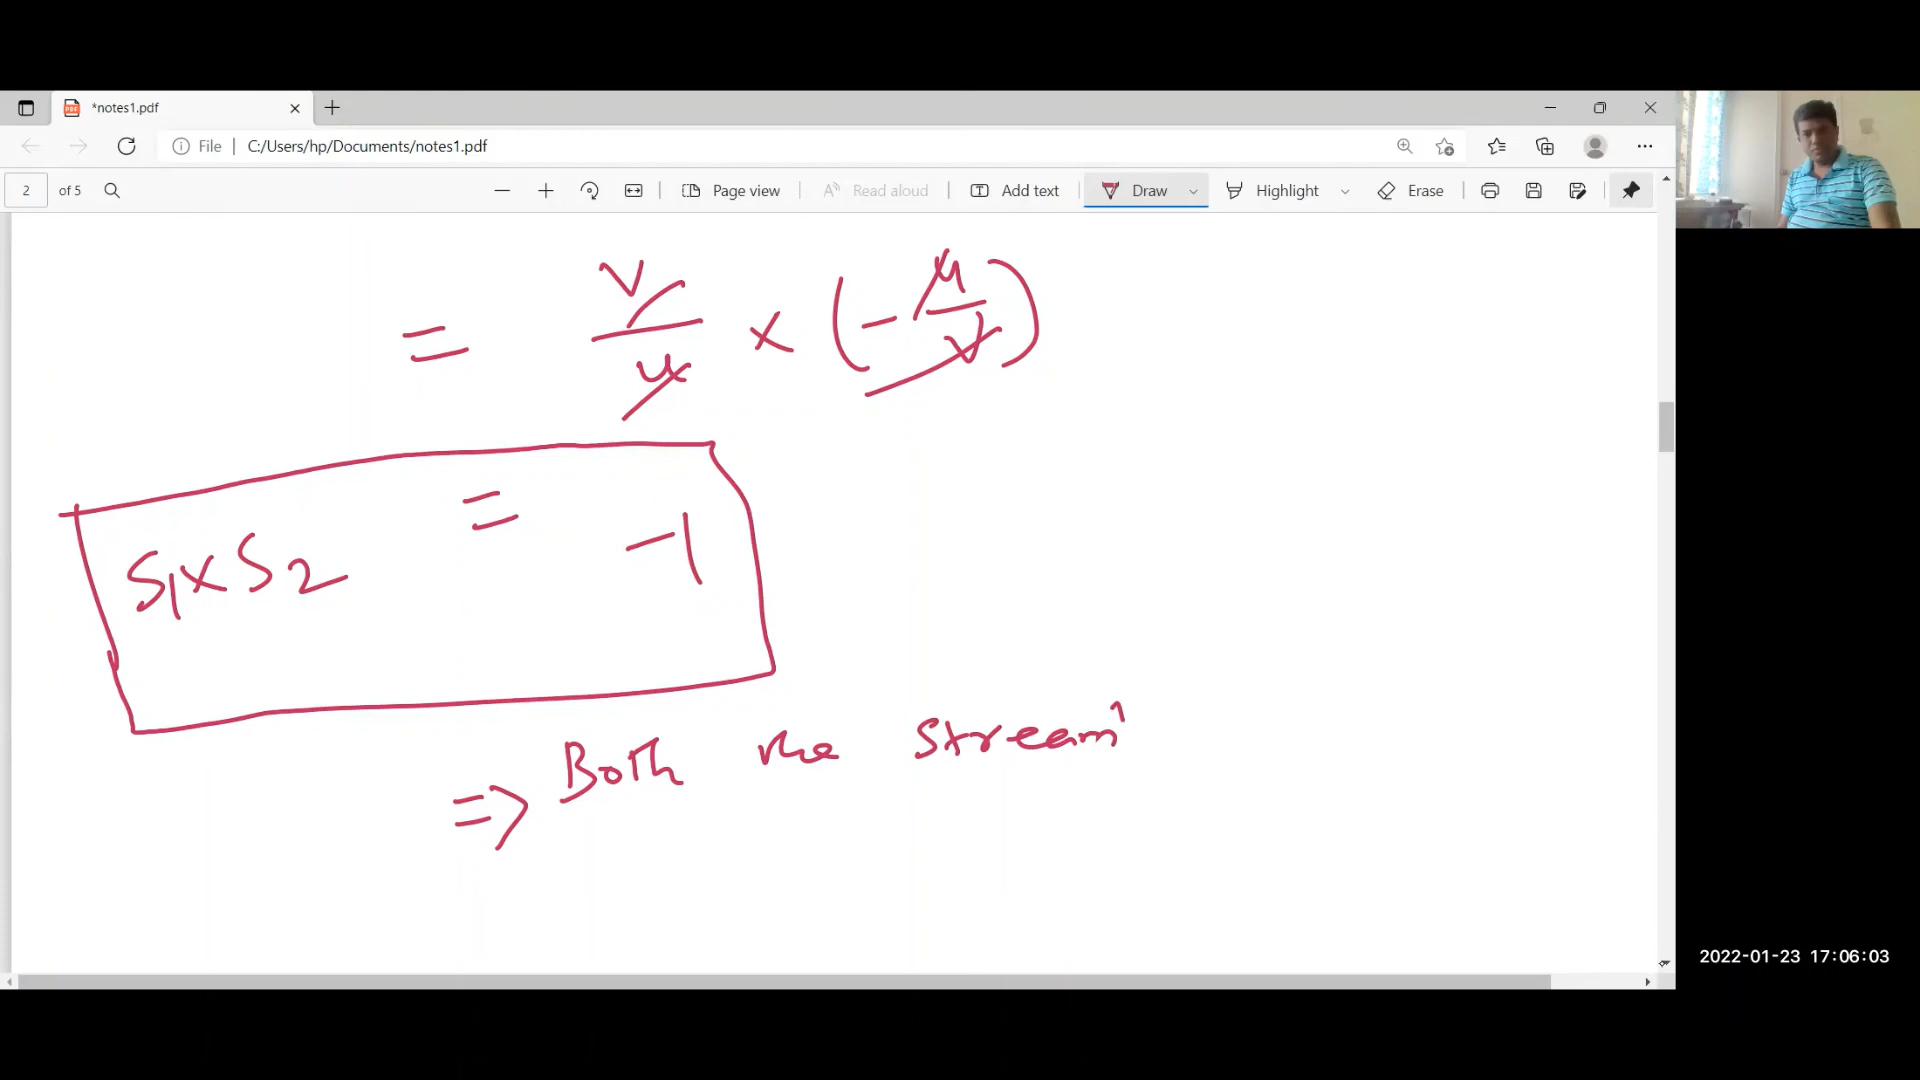 *notes1.pdf
File C:/Users/hp/Documents/notes1.pdf
2 of 5 Page view Read aloud Add text Draw Highlight Erase
= v/u × (-u/v)
S1×S2 = -1
=> Both the Stream
2022-01-23 17:06:03